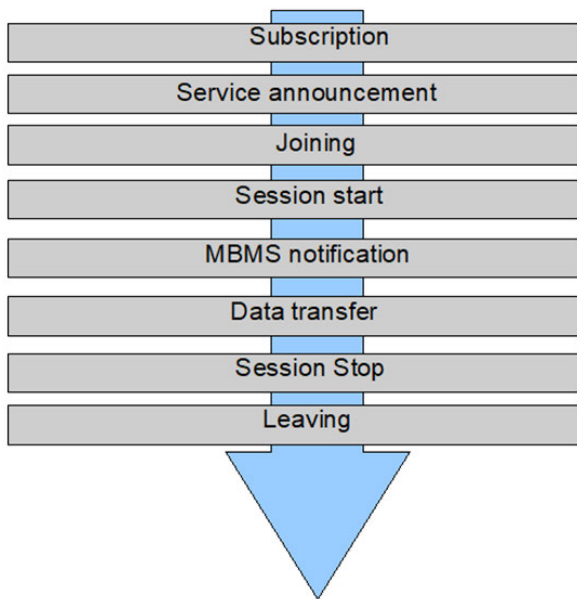 Subscription
Service announcement
Joining
Session start
MBMS notification
Data transfer
Session Stop
Leaving